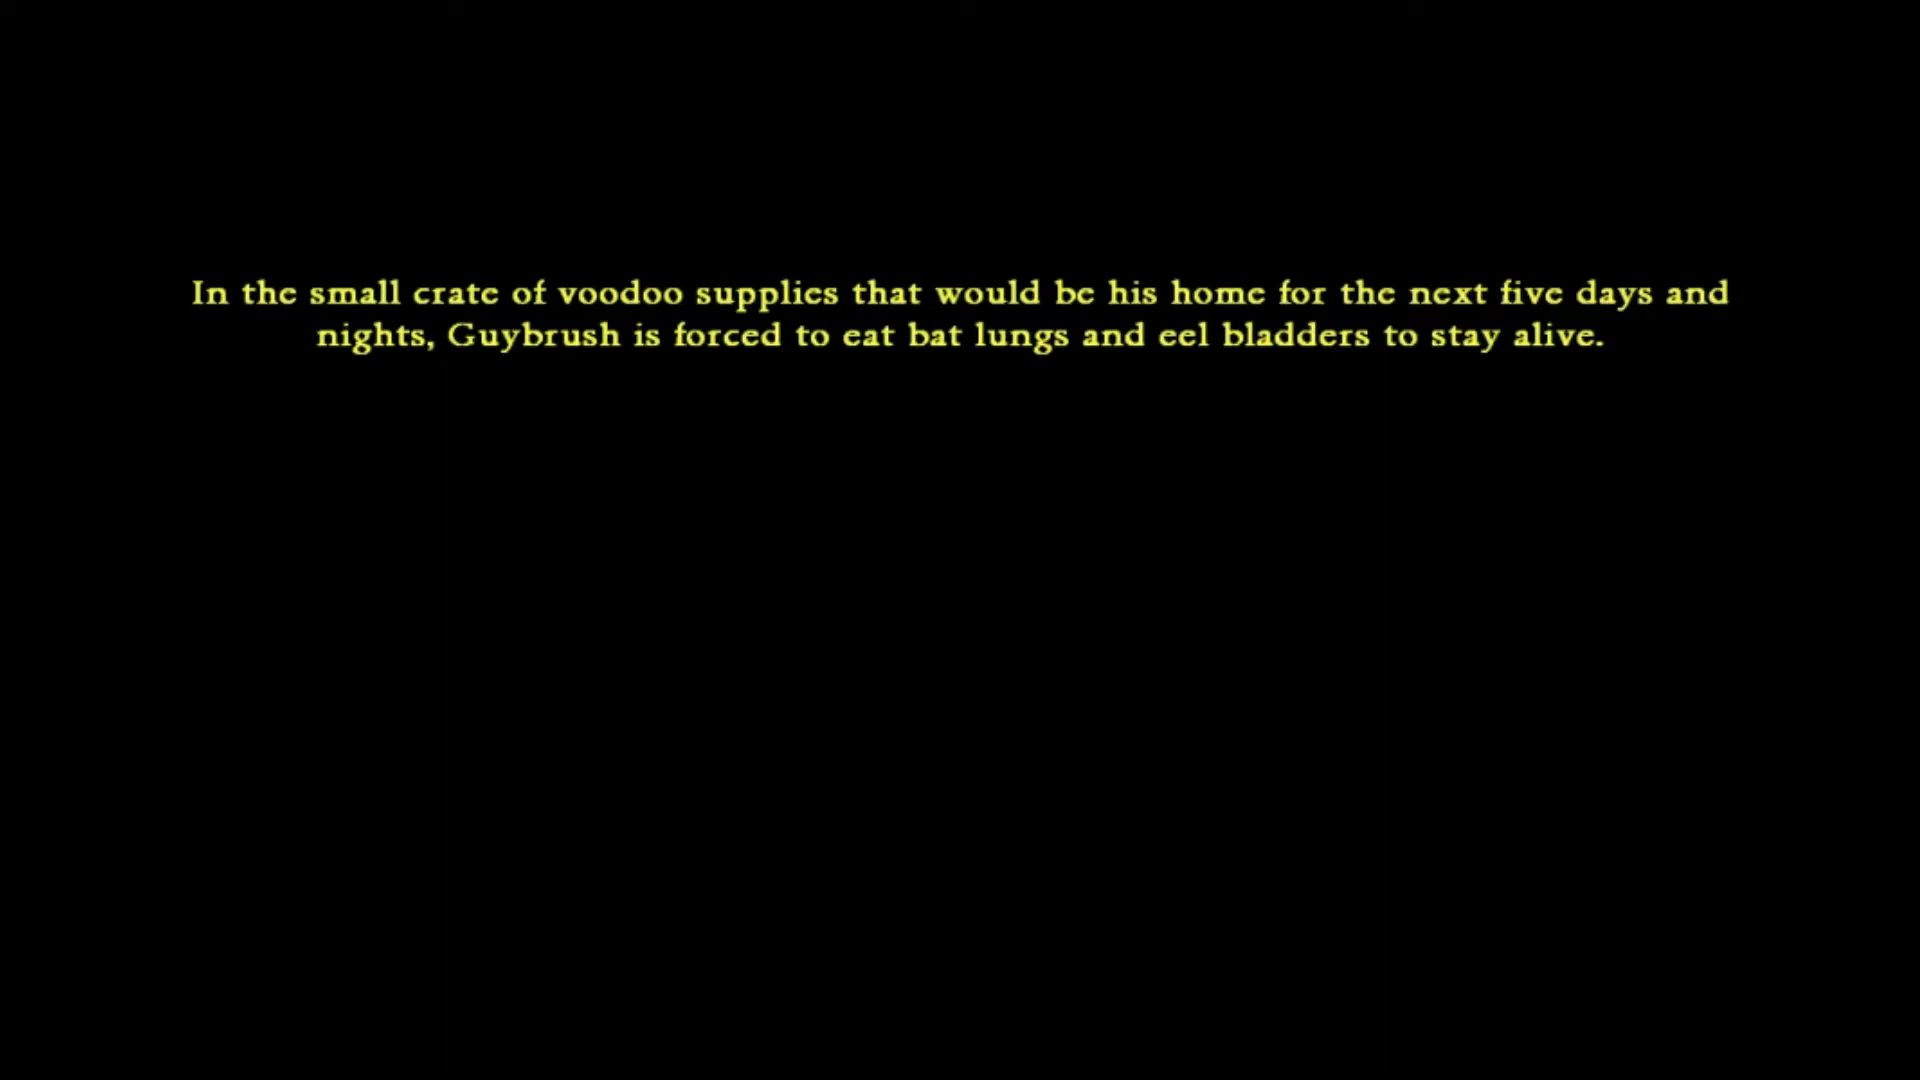 In the small crate of voodoo supplies that would be his home for the next five days and
nights, Guybrush is forced to eat bat lungs and eel bladders to stay alive.